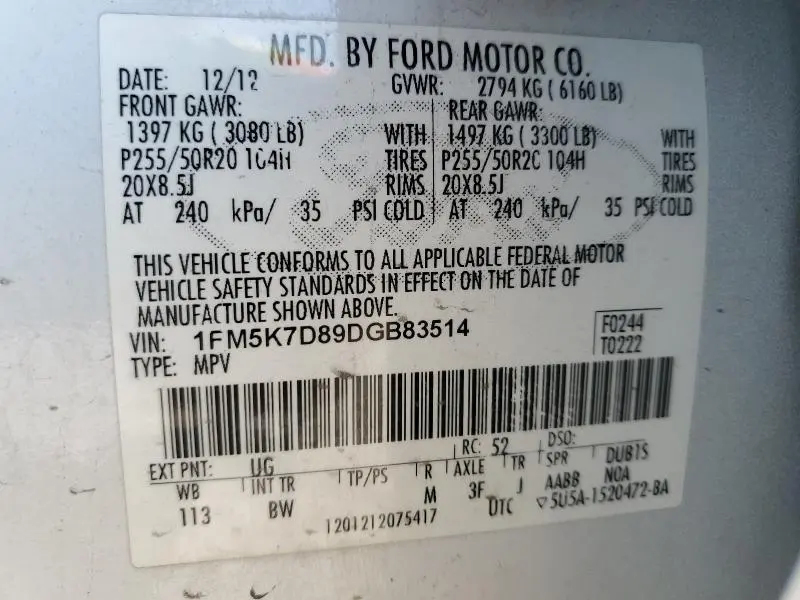 MFD. BY FORD MOTOR CO.
DATE: 12/12 GVWR: 2794 KG ( 6160 LB)
FRONT GAWR: REAR GAWR:
1397 KG ( 3080 LB) WITH 1497 KG ( 3300 LB) WITH
P255/50R20 104H TIRES P255/50R20 104H TIRES
20X8.5J RIMS 20X8.5J RIMS
AT 240 kPa/ 35 PSI COLD AT 240 kPa/ 35 PSI COLD
THIS VEHICLE CONFORMS TO ALL APPLICABLE FEDERAL MOTOR
VEHICLE SAFETY STANDARDS IN EFFECT ON THE DATE OF
MANUFACTURE SHOWN ABOVE.
VIN: 1FM5K7D89DGB83514 F0244
TYPE: MPV T0222
EXT PNT: UG RC: 52 DSO:
WB INT TR TP/PS R AXLE TR SPR DUBTS
113 BW M 3F J AABB NOA
1201212075417 UTC ▽5U5A-1520472-BA